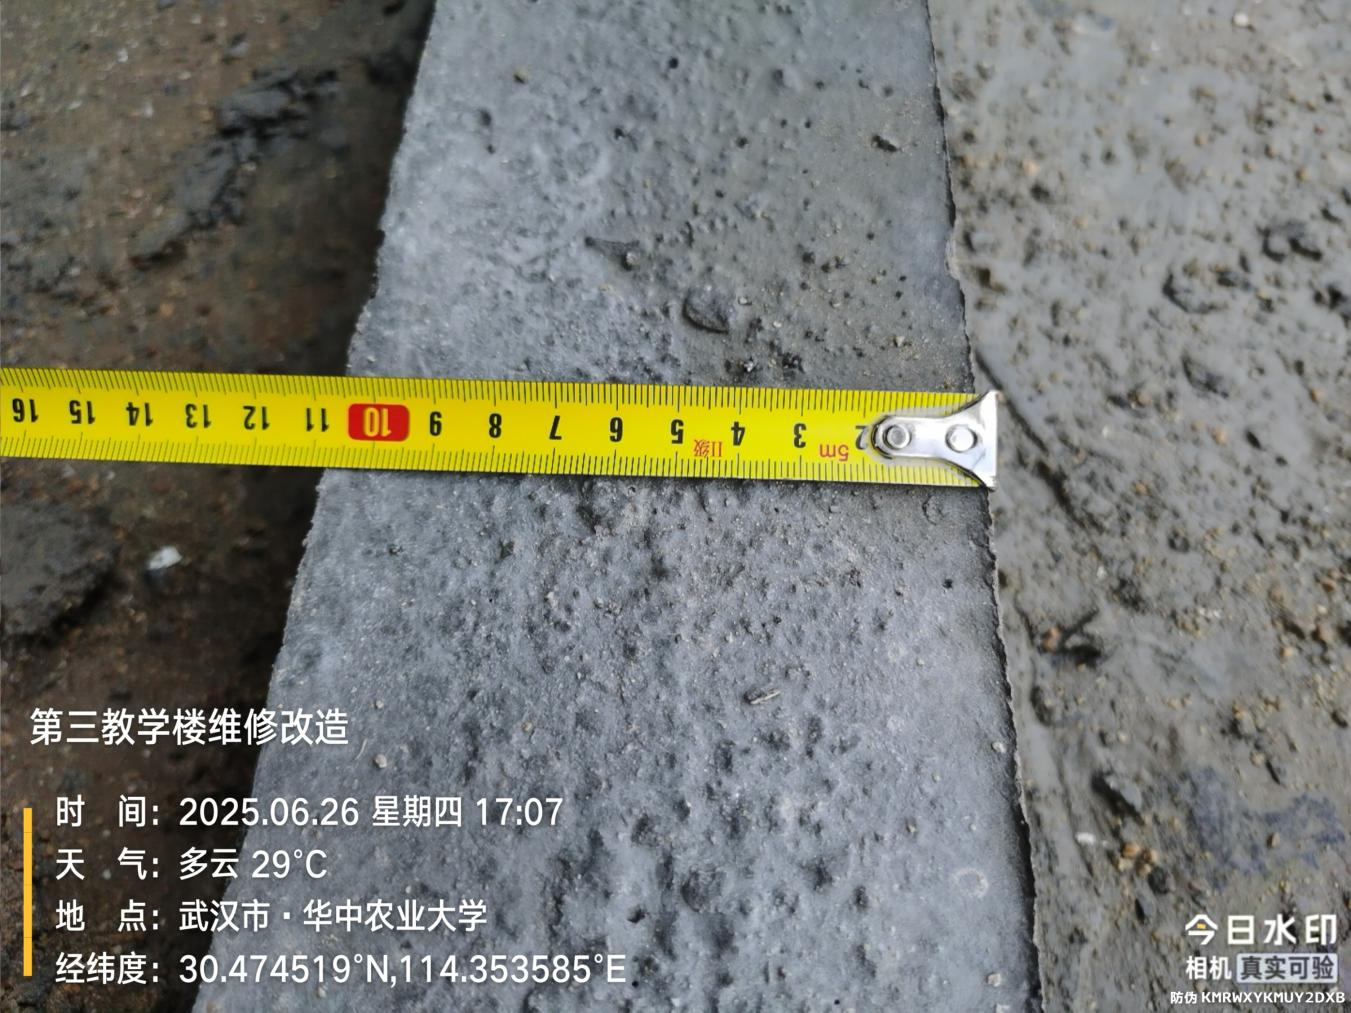 16 15 14 13 12 11 10 9 8 7 6 5 4 3 2
II级 5m
第三教学楼维修改造
时 间：2025.06.26 星期四 17:07
天 气：多云 29°C
地 点：武汉市·华中农业大学
经纬度：30.474519°N,114.353585°E
今日水印
相机 真实可验
防伪 KMRWXYKMUY2DXB